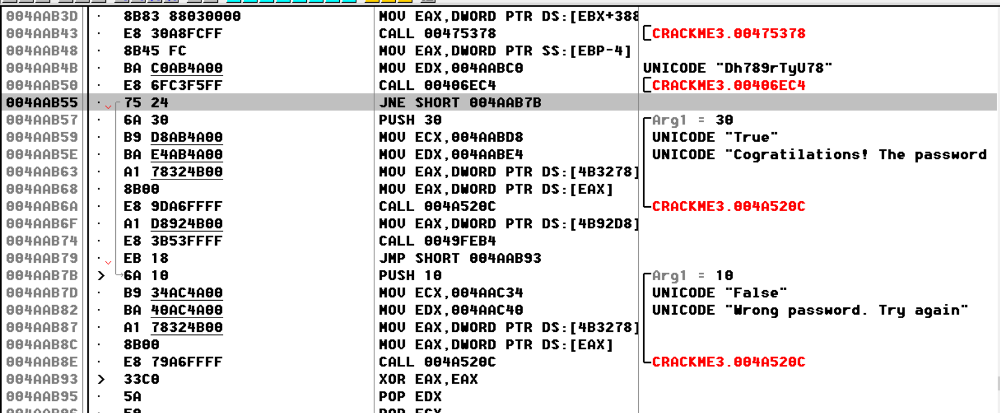 004AAB3D · 8B83 88030000 MOV EAX,DWORD PTR DS:[EBX+388
004AAB43 · E8 30A8FCFF CALL 00475378 CRACKME3.00475378
004AAB48 · 8B45 FC MOV EAX,DWORD PTR SS:[EBP-4]
004AAB4B · BA C0AB4A00 MOV EDX,004AABC0 UNICODE "Dh789rTyU78"
004AAB50 · E8 6FC3F5FF CALL 00406EC4 CRACKME3.00406EC4
004AAB55 · 75 24 JNE SHORT 004AAB7B
004AAB57 · 6A 30 PUSH 30 Arg1 = 30
004AAB59 · B9 D8AB4A00 MOV ECX,004AABD8 UNICODE "True"
004AAB5E · BA E4AB4A00 MOV EDX,004AABE4 UNICODE "Cogratilations! The password
004AAB63 · A1 78324B00 MOV EAX,DWORD PTR DS:[4B3278]
004AAB68 · 8B00 MOV EAX,DWORD PTR DS:[EAX]
004AAB6A · E8 9DA6FFFF CALL 004A520C CRACKME3.004A520C
004AAB6F · A1 D8924B00 MOV EAX,DWORD PTR DS:[4B92D8]
004AAB74 · E8 3B53FFFF CALL 0049FEB4
004AAB79 · EB 18 JMP SHORT 004AAB93
004AAB7B > 6A 10 PUSH 10 Arg1 = 10
004AAB7D · B9 34AC4A00 MOV ECX,004AAC34 UNICODE "False"
004AAB82 · BA 40AC4A00 MOV EDX,004AAC40 UNICODE "Wrong password. Try again"
004AAB87 · A1 78324B00 MOV EAX,DWORD PTR DS:[4B3278]
004AAB8C · 8B00 MOV EAX,DWORD PTR DS:[EAX]
004AAB8E · E8 79A6FFFF CALL 004A520C CRACKME3.004A520C
004AAB93 > 33C0 XOR EAX,EAX
004AAB95 · 5A POP EDX